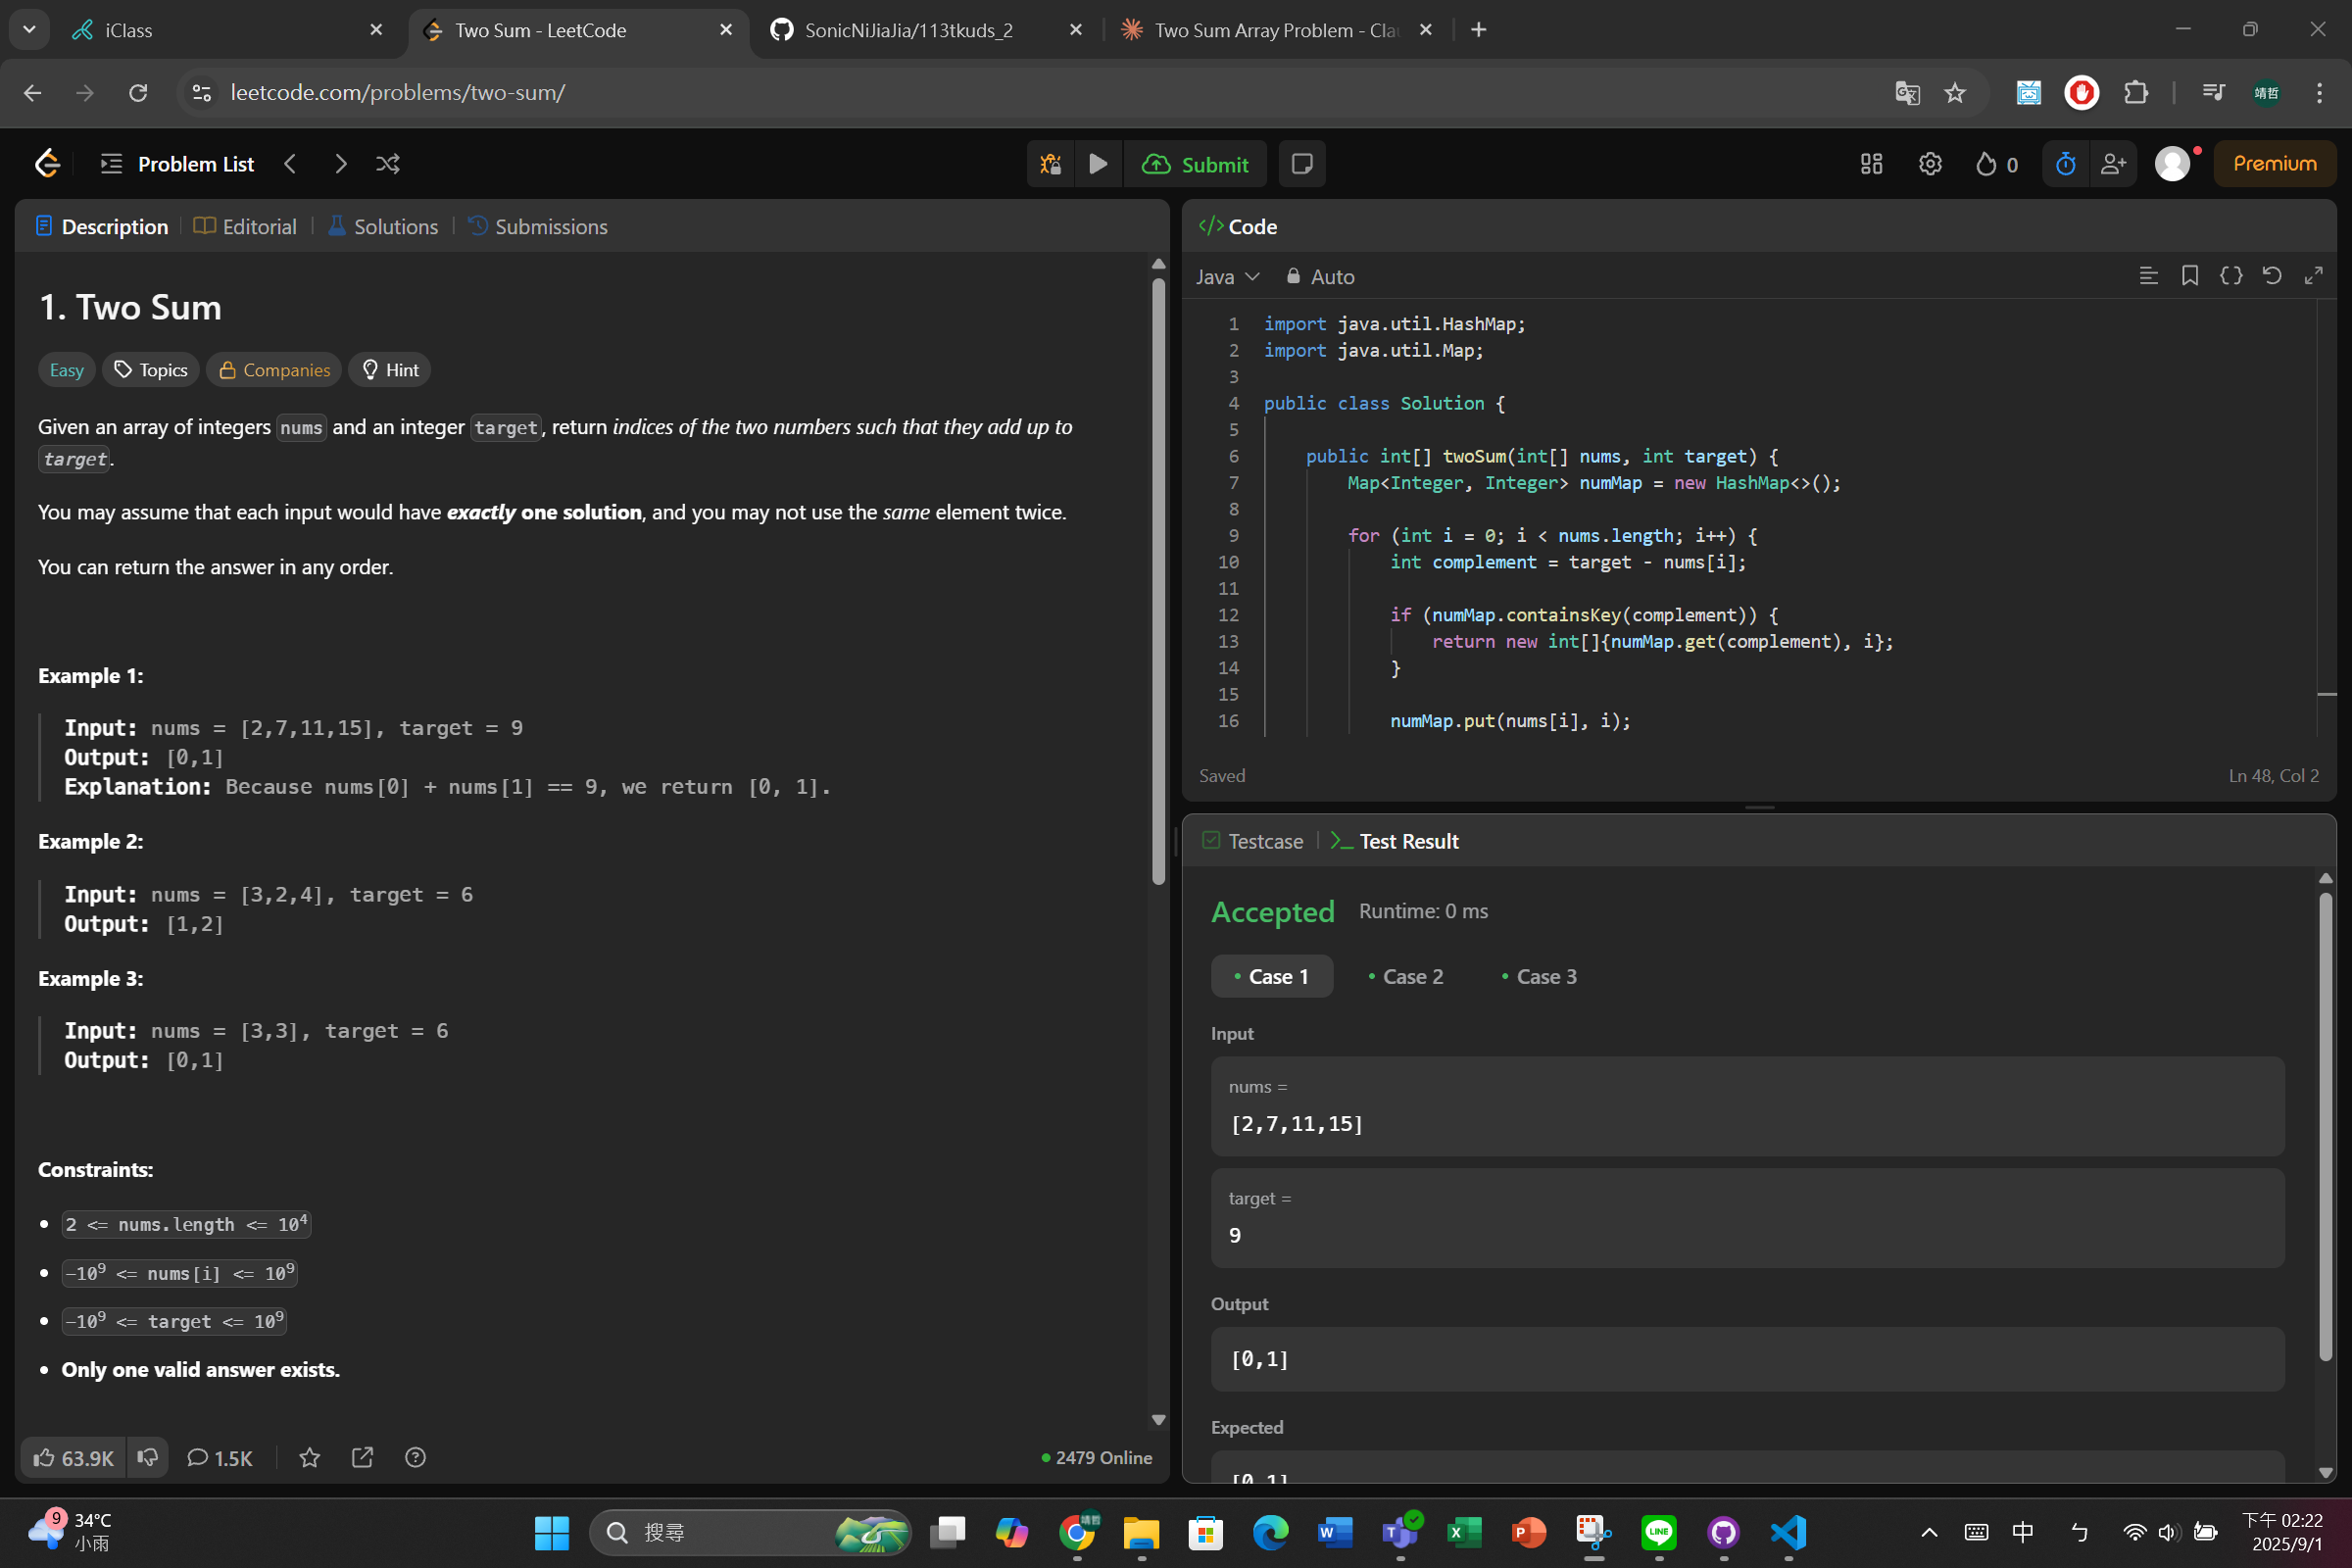 iClass
Two Sum - LeetCode
SonicNiJiaJia/113tkuds_2
Two Sum Array Problem - Cla
leetcode.com/problems/two-sum/
靖哲
Problem List
Submit
0
Premium
Description
Editorial
Solutions
Submissions
1. Two Sum
Easy
Topics
Companies
Hint
Given an array of integers nums and an integer target, return indices of the two numbers such that they add up to
target.
You may assume that each input would have exactly one solution, and you may not use the same element twice.
You can return the answer in any order.
Example 1:
Input: nums = [2,7,11,15], target = 9
Output: [0,1]
Explanation: Because nums[0] + nums[1] == 9, we return [0, 1].
Example 2:
Input: nums = [3,2,4], target = 6
Output: [1,2]
Example 3:
Input: nums = [3,3], target = 6
Output: [0,1]
Constraints:
2 <= nums.length <= 10⁴
-10⁹ <= nums[i] <= 10⁹
-10⁹ <= target <= 10⁹
Only one valid answer exists.
63.9K
1.5K
2479 Online
</> Code
Java
Auto
1 import java.util.HashMap;
2 import java.util.Map;
3
4 public class Solution {
5
6 public int[] twoSum(int[] nums, int target) {
7 Map<Integer, Integer> numMap = new HashMap<>();
8
9 for (int i = 0; i < nums.length; i++) {
10 int complement = target - nums[i];
11
12 if (numMap.containsKey(complement)) {
13 return new int[]{numMap.get(complement), i};
14 }
15
16 numMap.put(nums[i], i);
Saved
Ln 48, Col 2
Testcase
Test Result
Accepted
Runtime: 0 ms
Case 1
Case 2
Case 3
Input
nums =
[2,7,11,15]
target =
9
Output
[0,1]
Expected
[0,1]
9
34°C
小雨
搜尋
靖哲
LINE
中
ㄅ
下午 02:22
2025/9/1